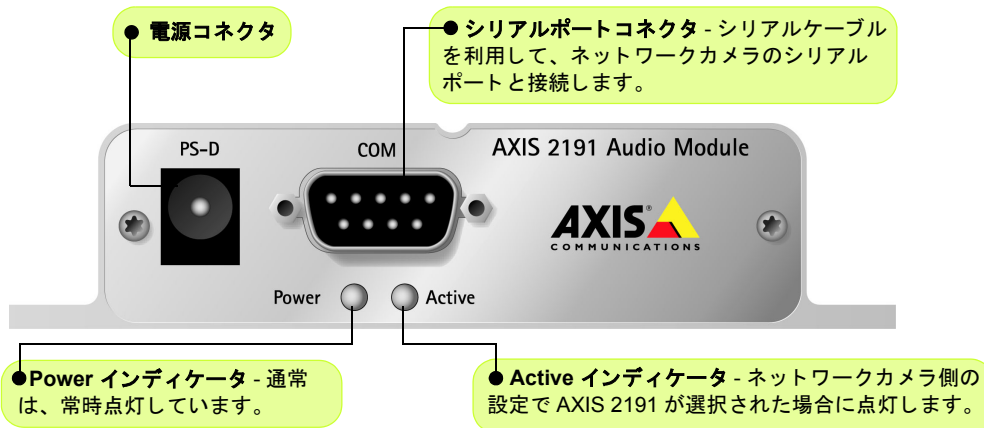 ● 電源コネクタ
● シリアルポートコネクタ - シリアルケーブル
を利用して、ネットワークカメラのシリアル
ポートと接続します。
PS-D
COM
AXIS 2191 Audio Module
AXIS®
COMMUNICATIONS
Power
Active
●Power インディケータ - 通常
は、常時点灯しています。
● Active インディケータ - ネットワークカメラ側の
設定で AXIS 2191 が選択された場合に点灯します。